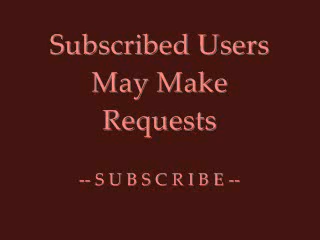 Subscribed Users
May Make
Requests
-- S U B S C R I B E --